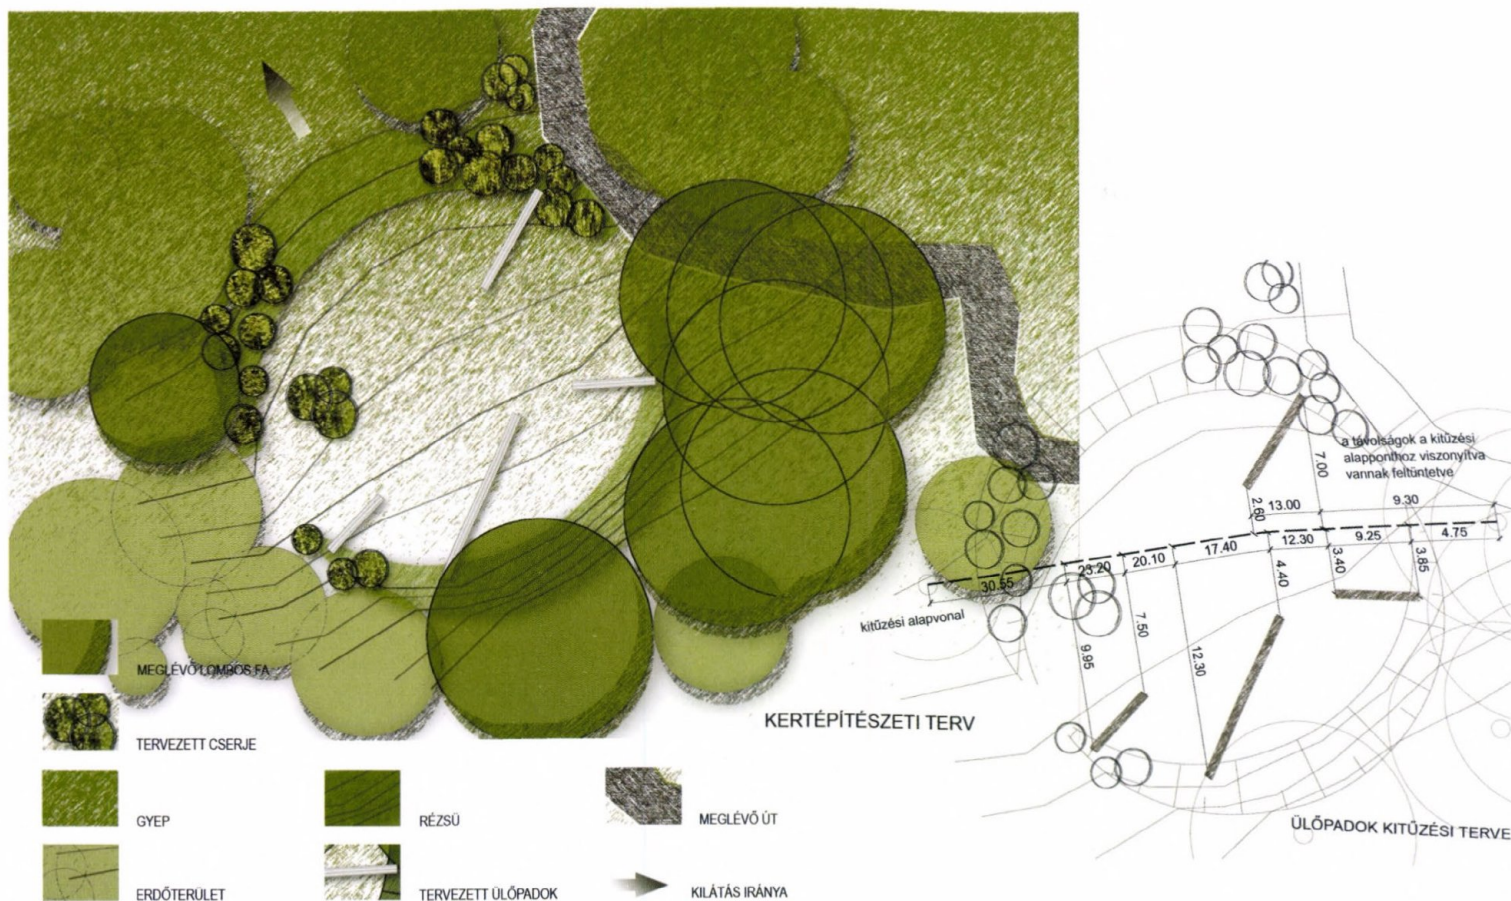 MEGLÉVŐ LOMBOS FA
TERVEZETT CSERJE
GYEP
ERDŐTERÜLET
RÉZSŰ
TERVEZETT ÜLŐPADOK
MEGLÉVŐ ÚT
KILÁTÁS IRÁNYA
KERTÉPÍTÉSZETI TERV
a távolságok a kitűzési
alapponthoz viszonyítva
vannak feltüntetve
7.00
2.60
13.00
9.30
30.55
23.20
20.10
17.40
12.30
9.25
4.75
4.40
3.40
3.85
9.95
7.50
12.30
kitűzési alapvonal
ÜLŐPADOK KITŰZÉSI TERVE